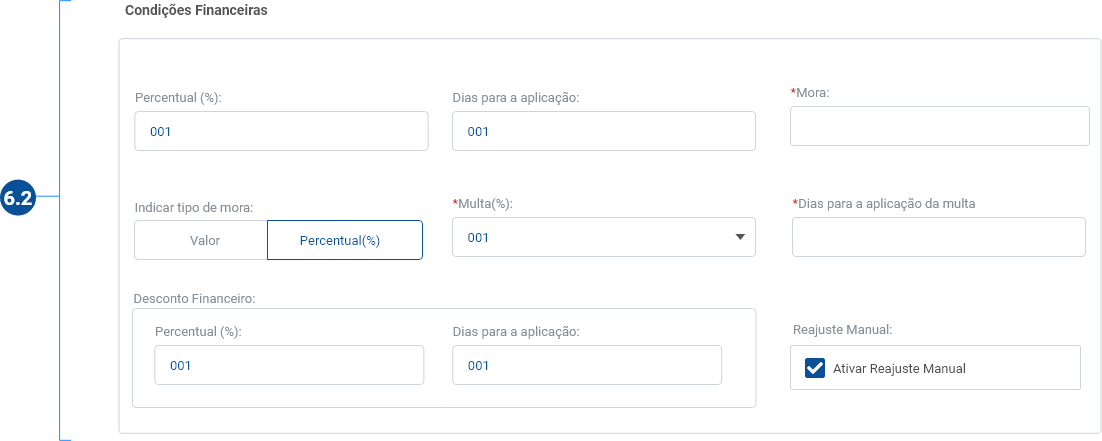 Condições Financeiras
Percentual (%):
Dias para a aplicação:
*Mora:
001
001
6.2
Indicar tipo de mora:
*Multa(%):
*Dias para a aplicação da multa
Valor
Percentual(%)
001
Desconto Financeiro:
Percentual (%):
Dias para a aplicação:
Reajuste Manual:
001
001
Ativar Reajuste Manual